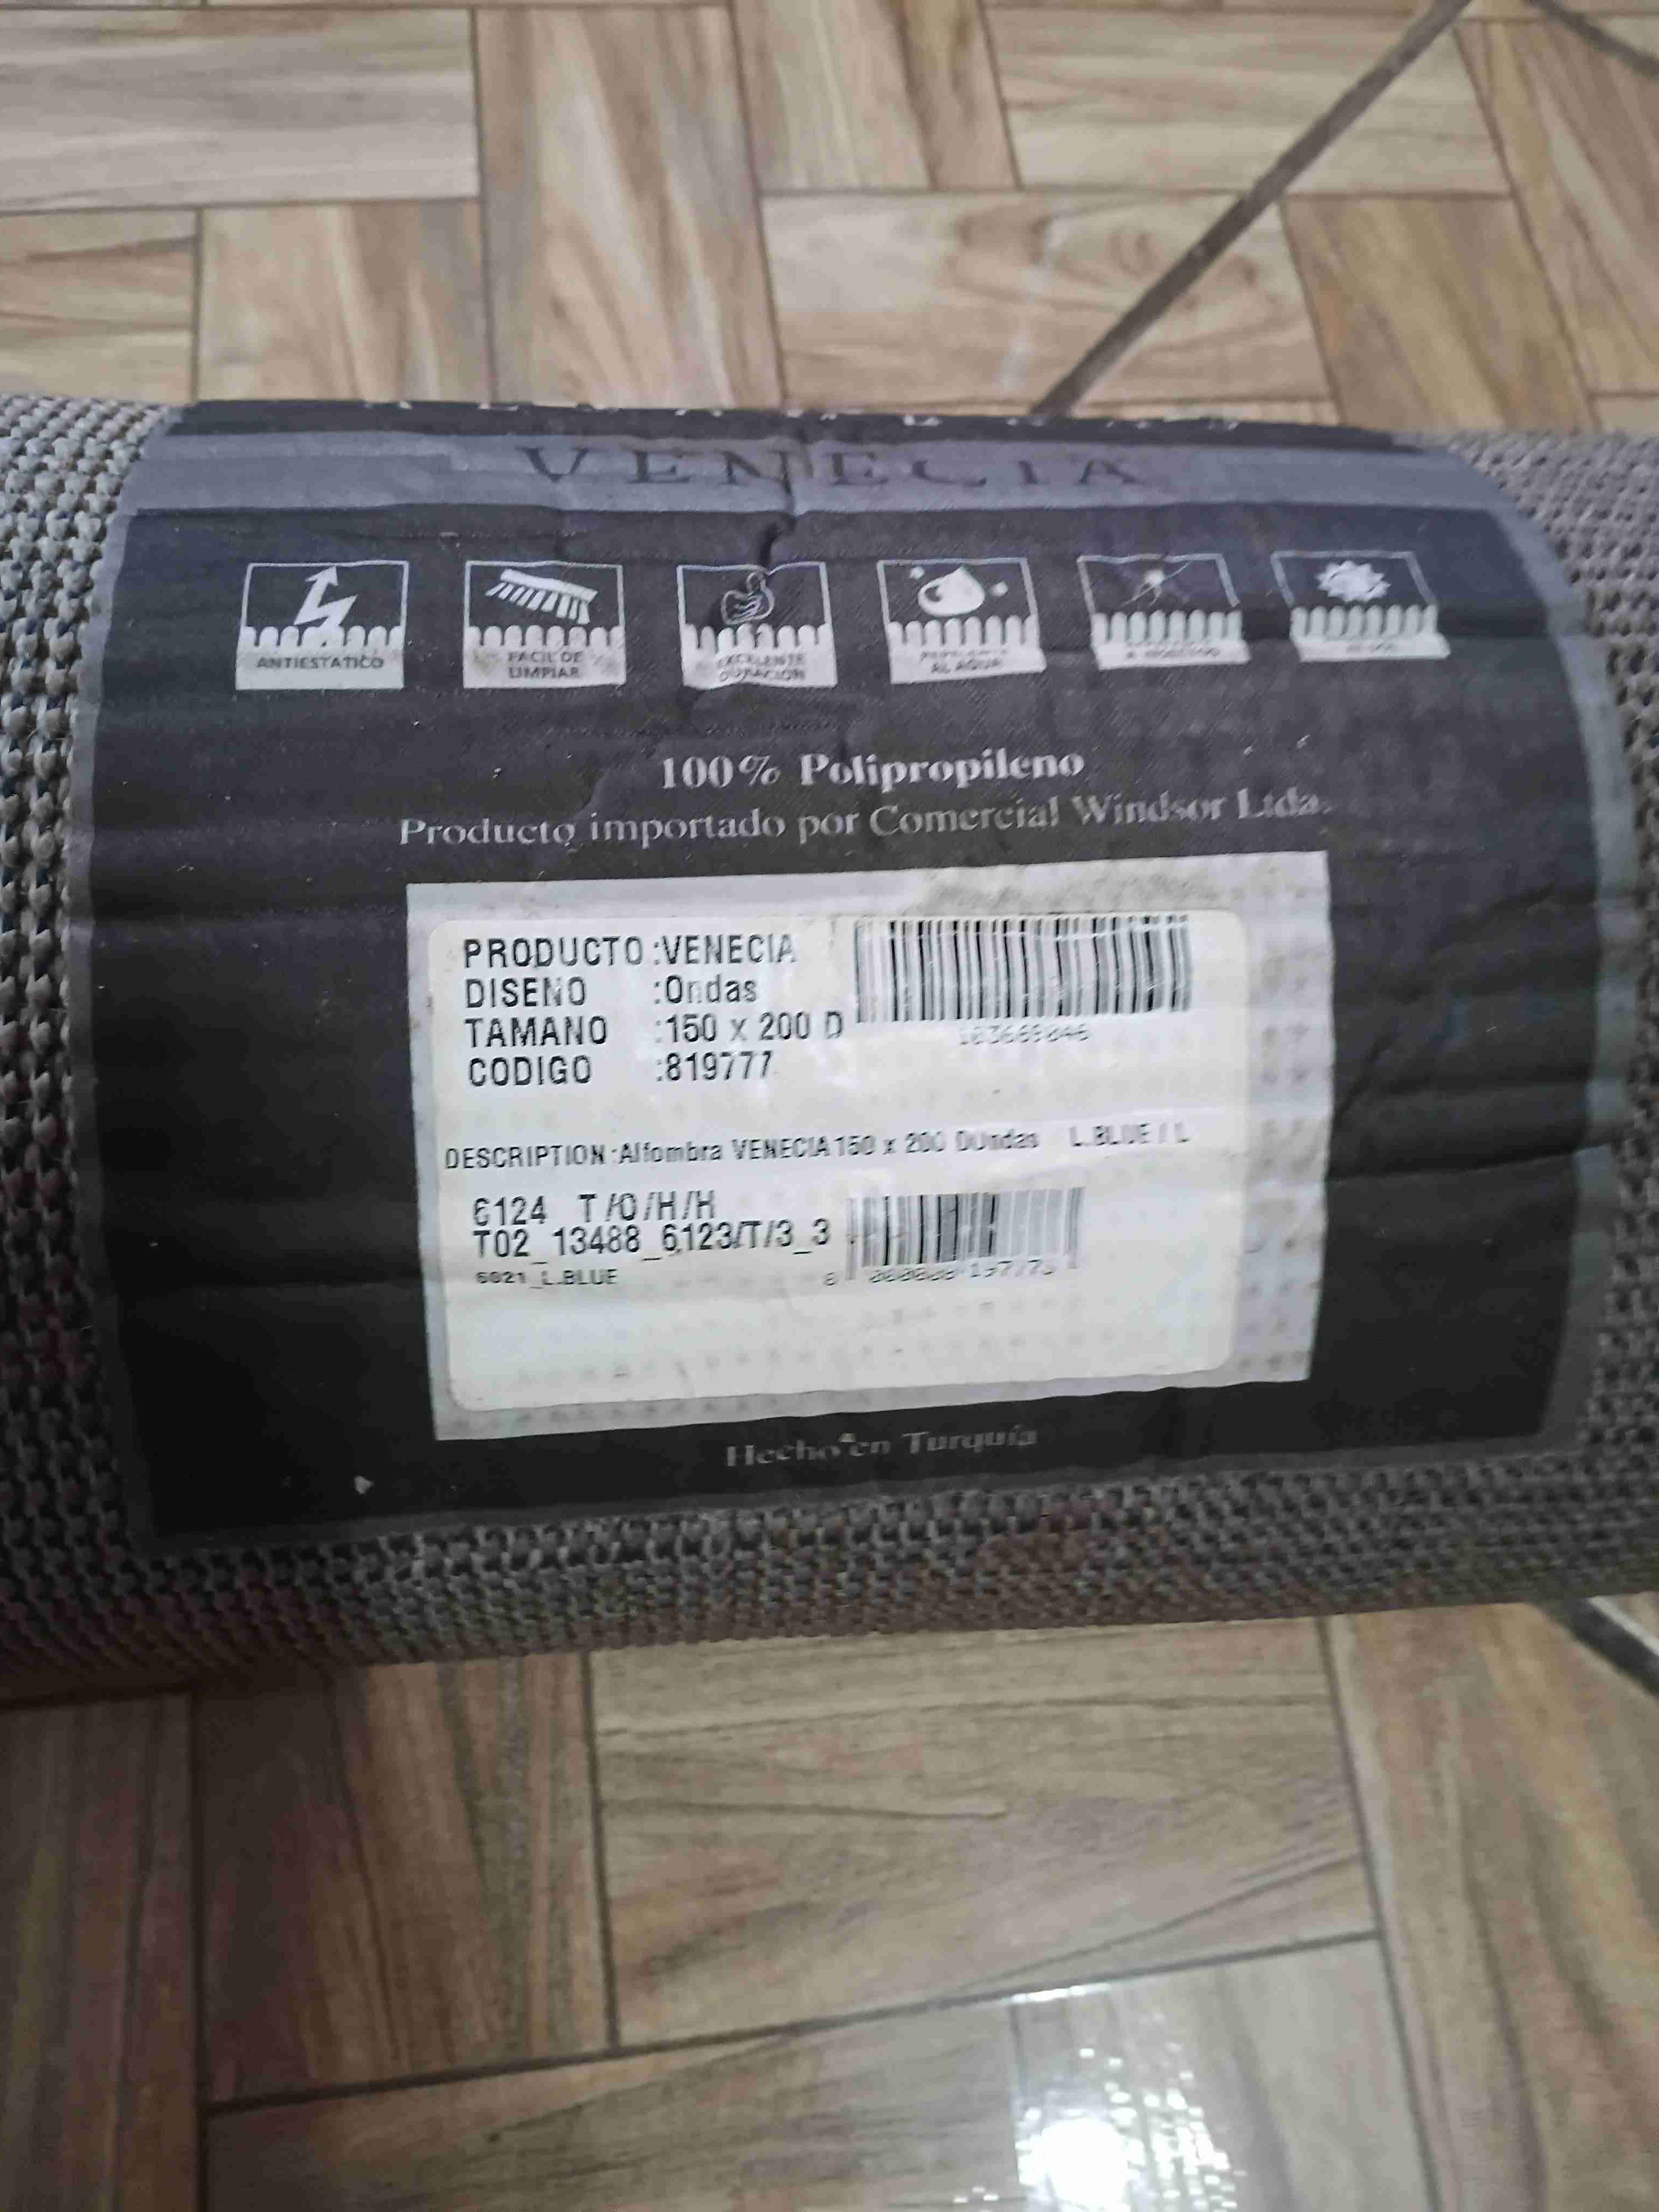 VENECIA
ANTIESTATICO
FACIL DE
LIMPIAR
EXCELENTE
DURACION
AL AGUA
100% Polipropileno
Producto importado por Comercial Windsor Ltda.
PRODUCTO :VENECIA
DISENO :Ondas
TAMANO :150 x 200 D
CODIGO :819777
DESCRIPTION :Alfombra VENECIA 150 x 200 DOndas L.BLUE / L
6124 T/O/H/H
T02_13488_6123/T/3_3
6021_L.BLUE
Hecho en Turquía